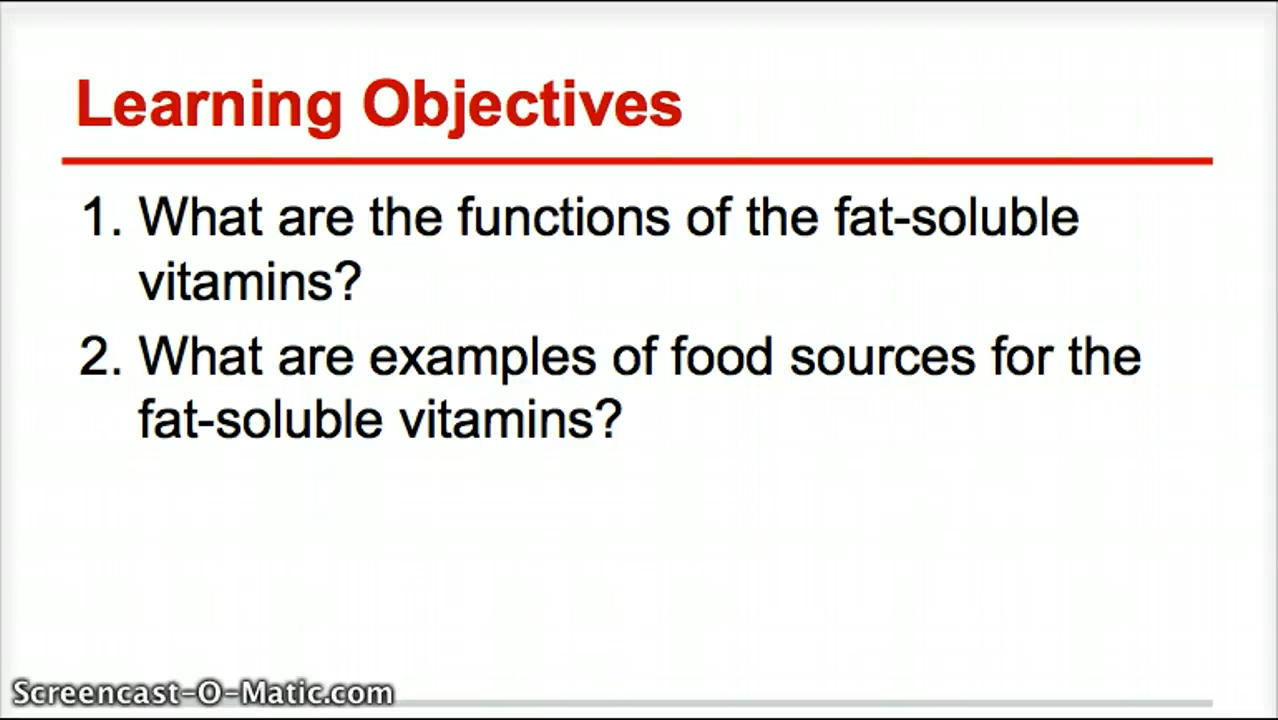 Learning Objectives
1. What are the functions of the fat-soluble
vitamins?
2. What are examples of food sources for the
fat-soluble vitamins?
Screencast-O-Matic.com